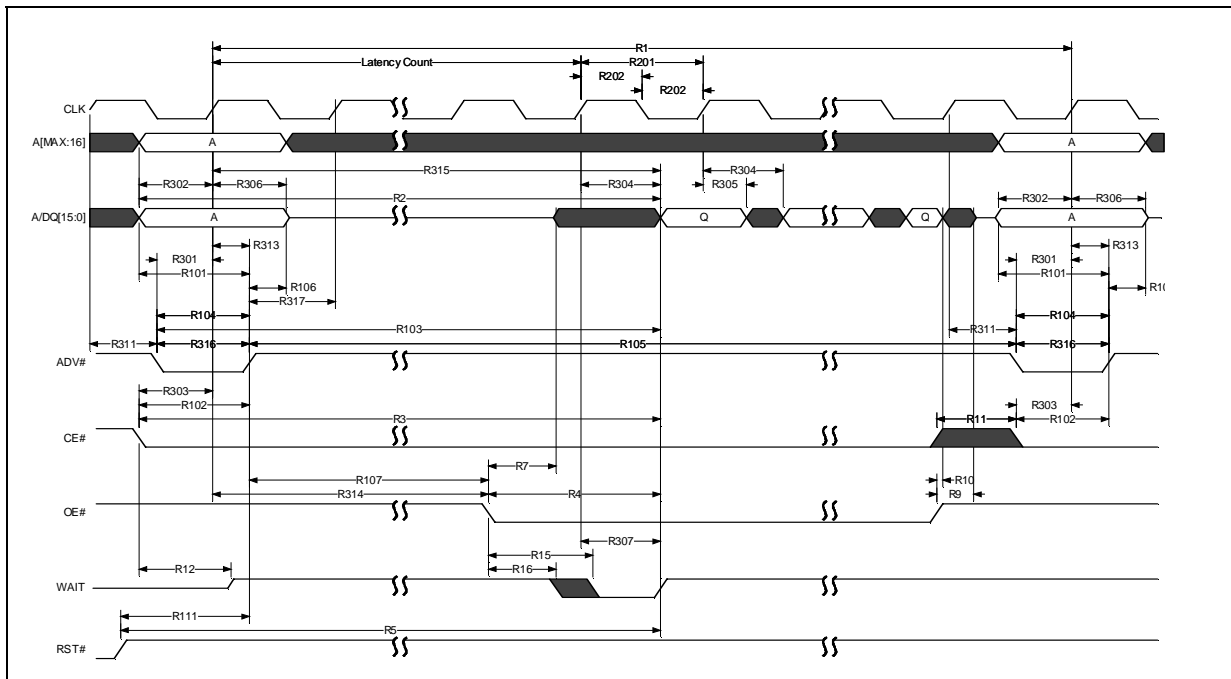 R1
Latency Count
R201
R202
R202
CLK
A[MAX:16]
A
A
R315
R304
R302
R306
R304
R305
R2
R302
R306
A/DQ[15:0]
A
Q
Q
A
R313
R313
R301
R301
R101
R101
R106
R10
R317
R104
R104
R103
R311
R311
R316
R316
R105
ADV#
R303
R303
R102
R102
R3
R11
CE#
R7
R107
R10
R314
R4
R9
OE#
R307
R15
R16
R12
WAIT
R111
R5
RST#